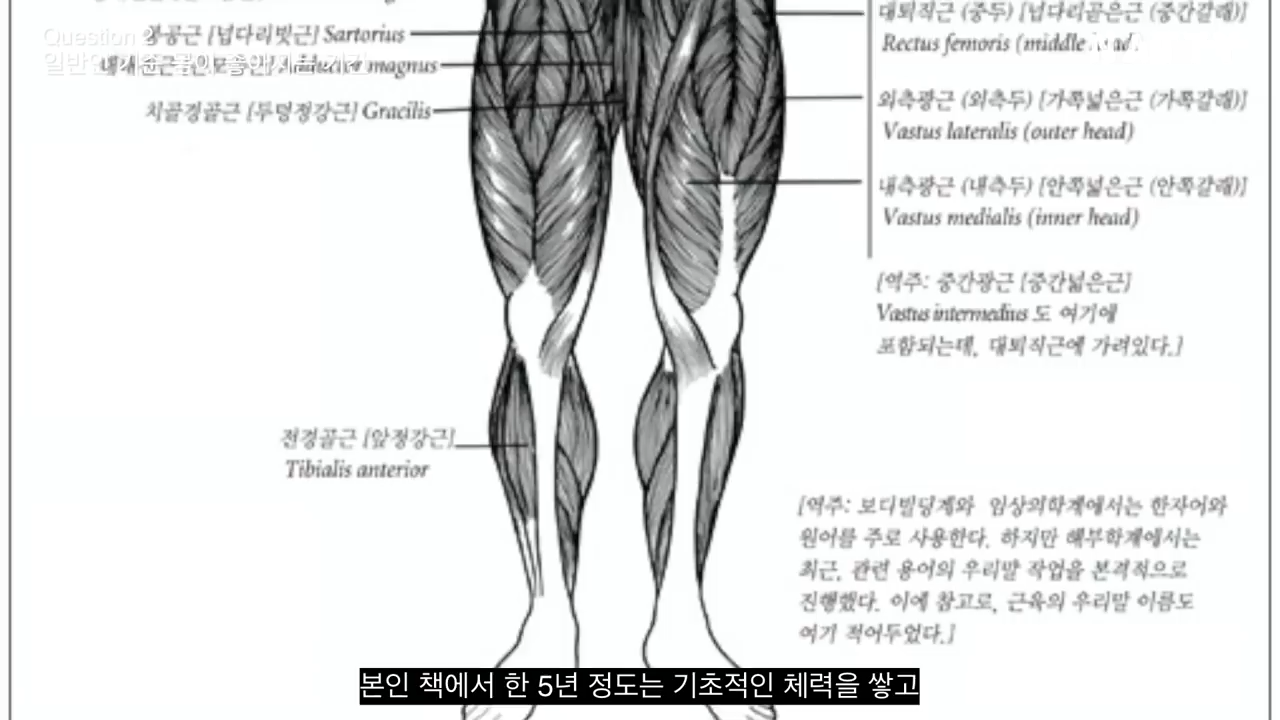 Question 2
봉공근 [넙다리빗근] Sartorius
magnus
치골경골근 [두덩정강근] Gracilis
대퇴직근 (중두) [넙다리곧은근 (중간갈래)]
Rectus femoris (middle head)
외측광근 (외측두) [가쪽넓은근 (가쪽갈래)]
Vastus lateralis (outer head)
내측광근 (내측두) [안쪽넓은근 (안쪽갈래)]
Vastus medialis (inner head)
[역주: 중간광근 [중간넓은근]
Vastus intermedius 도 여기에
포함되는데, 대퇴직근에 가려있다.]
전경골근 [앞정강근]
Tibialis anterior
[역주: 보디빌딩계와 임상의학계에서는 한자어와
원어를 주로 사용한다. 하지만 해부학계에서는
최근, 관련 용어의 우리말 작업을 본격적으로
진행했다. 이에 참고로, 근육의 우리말 이름도
여기 적어두었다.]
본인 책에서 한 5년 정도는 기초적인 체력을 쌓고